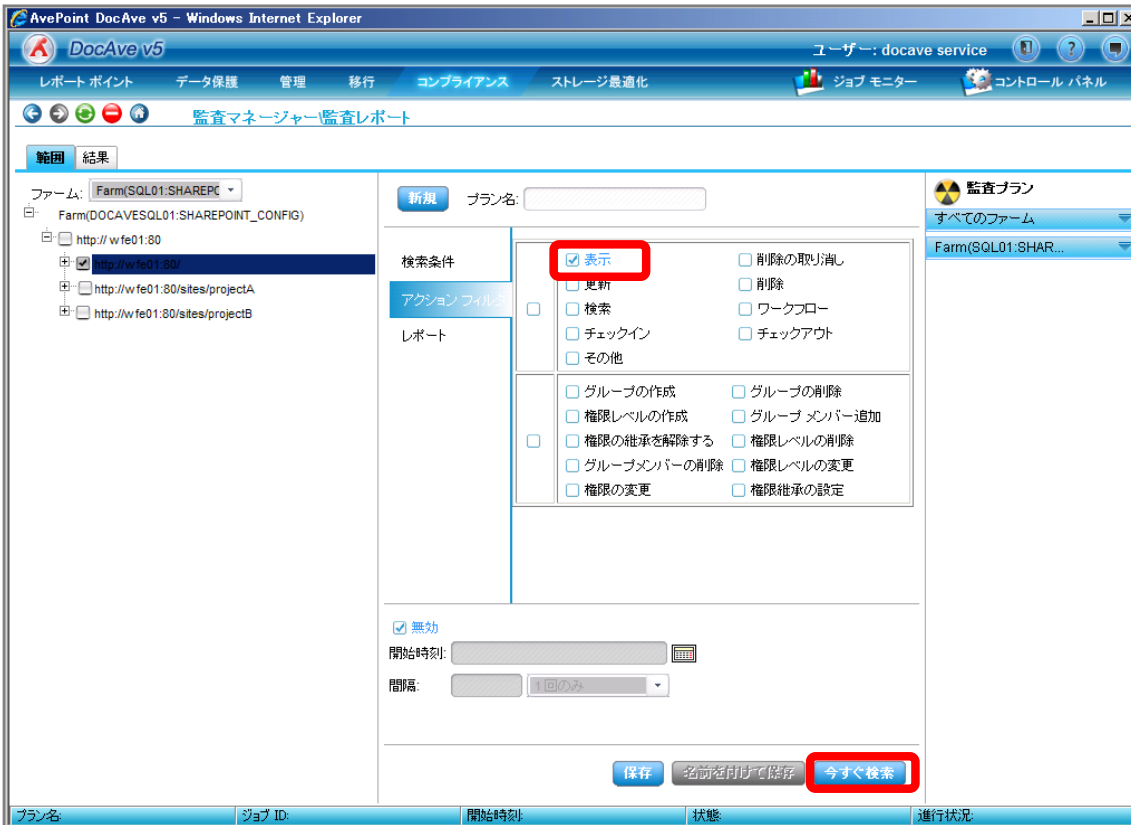 AvePoint DocAve v5 - Windows Internet Explorer
DocAve v5
ユーザー: docave service
レポート ポイント データ保護 管理 移行 コンプライアンス ストレージ最適化 ジョブ モニター コントロール パネル
監査マネージャー\監査レポート
範囲 結果
ファーム: Farm(SQL01:SHAREPC
Farm(DOCAVESQL01:SHAREPOINT_CONFIG)
http:// wfe01:80
http://wfe01:80/
http://wfe01:80/sites/projectA
http://wfe01:80/sites/projectB
新規 プラン名:
検索条件
アクション フィルタ
レポート
表示 削除の取り消し
更新 削除
検索 ワークフロー
チェックイン チェックアウト
その他
グループの作成 グループの削除
権限レベルの作成 グループ メンバー追加
権限の継承を解除する 権限レベルの削除
グループメンバーの削除 権限レベルの変更
権限の変更 権限継承の設定
無効
開始時刻:
間隔: 1回のみ
保存 名前を付けて保存 今すぐ検索
監査プラン
すべてのファーム
Farm(SQL01:SHAR...
プラン名: ジョブ ID: 開始時刻: 状態: 進行状況: